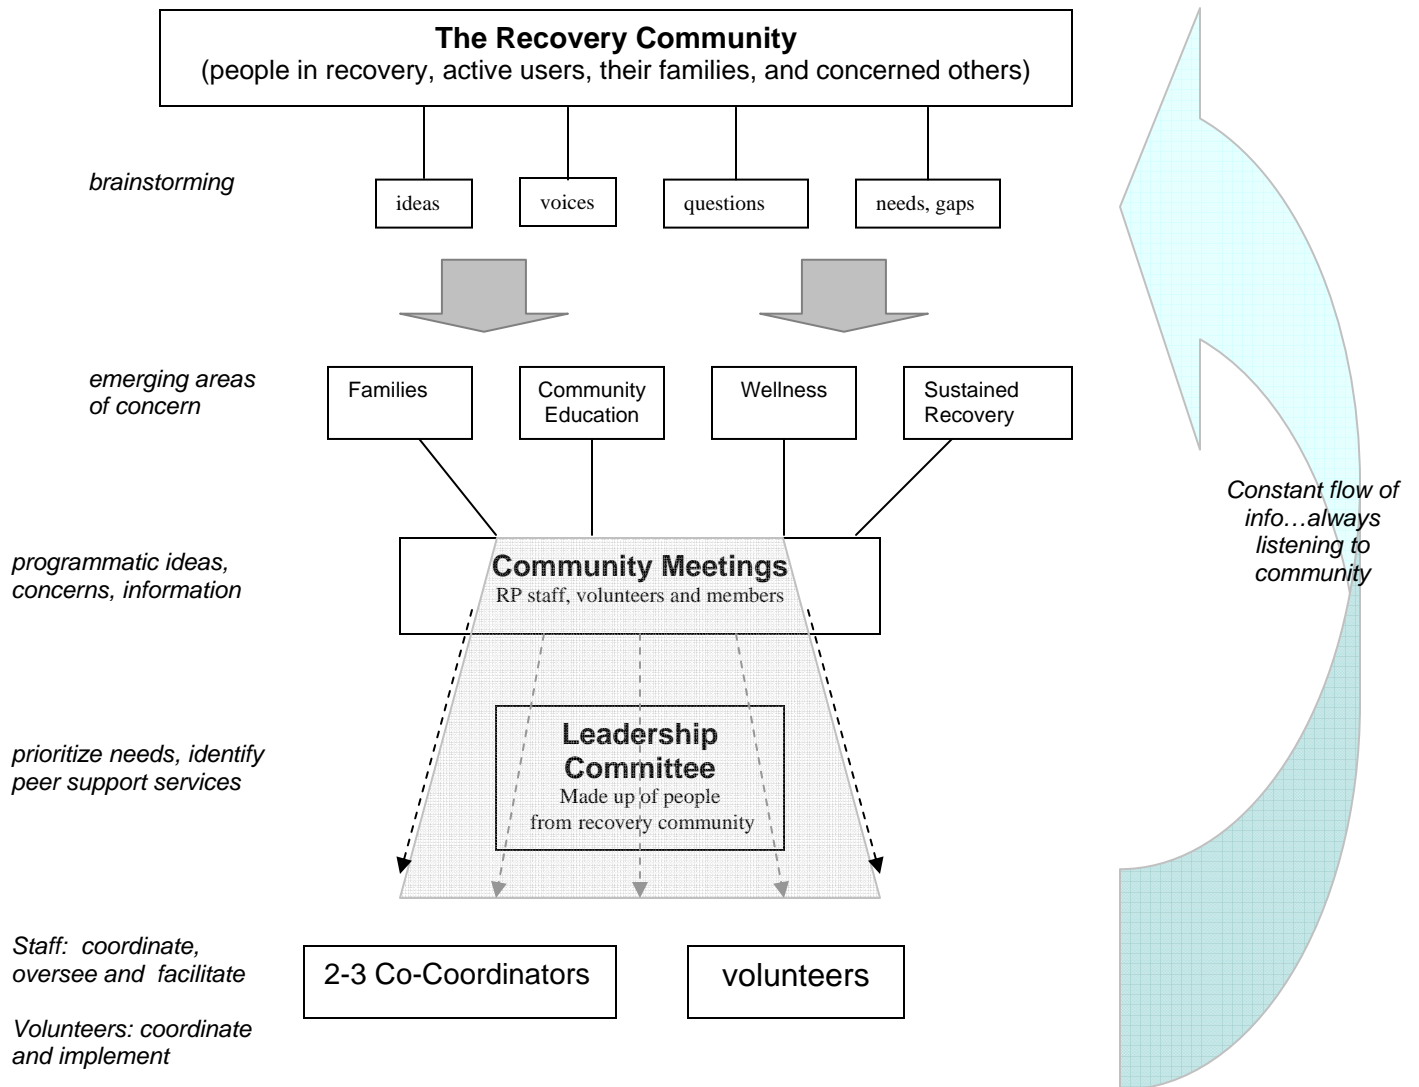 The Recovery Community
(people in recovery, active users, their families, and concerned others)
brainstorming
ideas
voices
questions
needs, gaps
emerging areas
of concern
Families
Community
Education
Wellness
Sustained
Recovery
Constant flow of
info…always
listening to
community
programmatic ideas,
concerns, information
Community Meetings
RP staff, volunteers and members
prioritize needs, identify
peer support services
Leadership
Committee
Made up of people
from recovery community
Staff:  coordinate,
oversee and  facilitate
Volunteers: coordinate
and implement
2-3 Co-Coordinators
volunteers